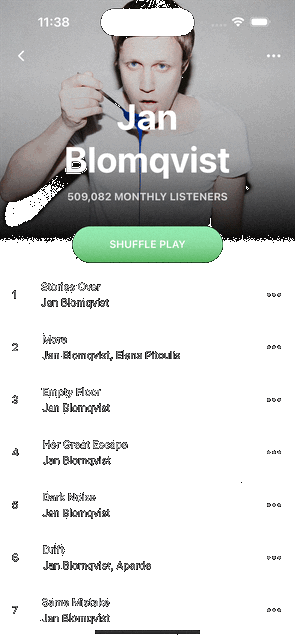 11:38
Jan
Blomqvist
509,082 MONTHLY LISTENERS
SHUFFLE PLAY
1
Stories Over
Jan Blomqvist
2
More
Jan Blomqvist, Elena Pitoulis
3
Empty Floor
Jan Blomqvist
4
Her Great Escape
Jan Blomqvist
5
Dark Noise
Jan Blomqvist
6
Drift
Jan Blomqvist, Aparde
7
Same Mistake
Jan Blomqvist